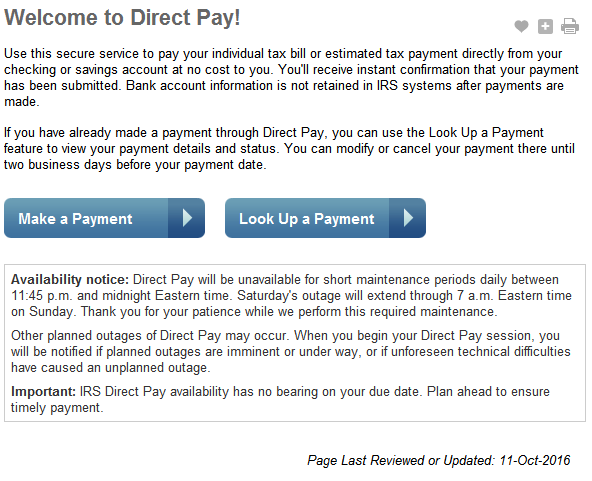 Welcome to Direct Pay!
Use this secure service to pay your individual tax bill or estimated tax payment directly from your
checking or savings account at no cost to you. You'll receive instant confirmation that your payment
has been submitted. Bank account information is not retained in IRS systems after payments are
made.
If you have already made a payment through Direct Pay, you can use the Look Up a Payment
feature to view your payment details and status. You can modify or cancel your payment there until
two business days before your payment date.
Make a Payment
Look Up a Payment
Availability notice: Direct Pay will be unavailable for short maintenance periods daily between
11:45 p.m. and midnight Eastern time. Saturday's outage will extend through 7 a.m. Eastern time
on Sunday. Thank you for your patience while we perform this required maintenance.
Other planned outages of Direct Pay may occur. When you begin your Direct Pay session, you
will be notified if planned outages are imminent or under way, or if unforeseen technical difficulties
have caused an unplanned outage.
Important: IRS Direct Pay availability has no bearing on your due date. Plan ahead to ensure
timely payment.
Page Last Reviewed or Updated: 11-Oct-2016